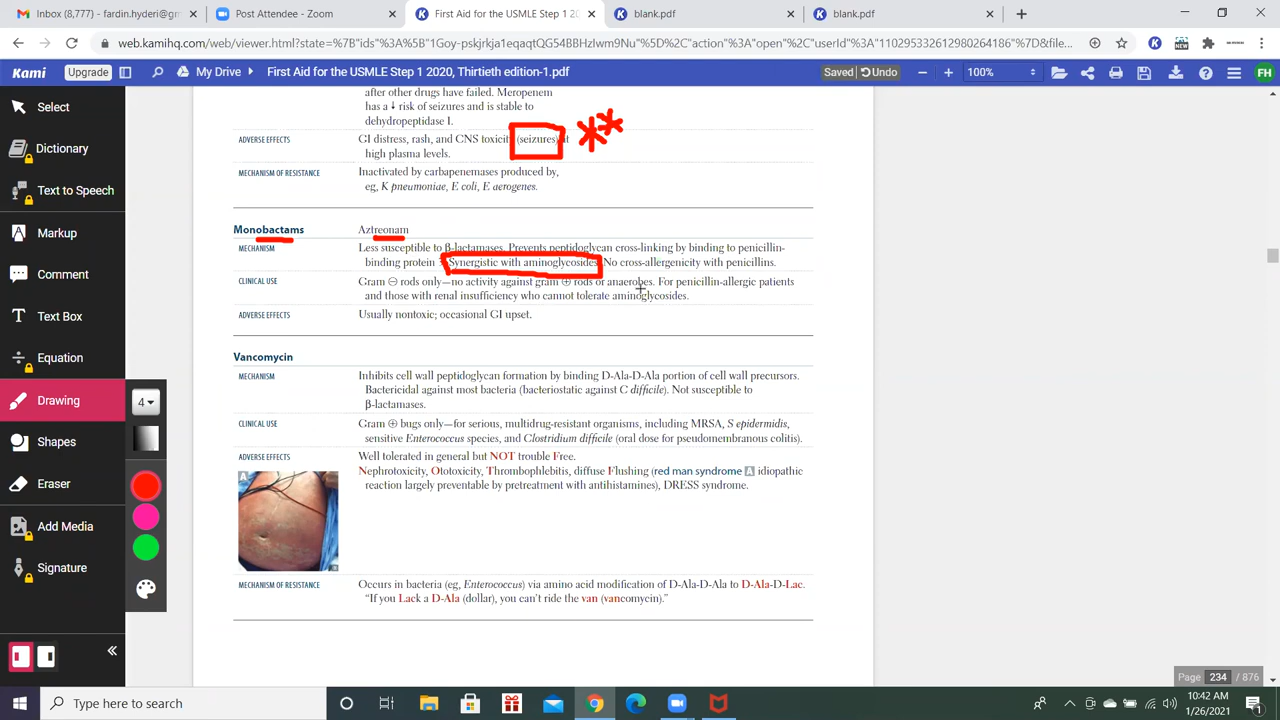 Inbox (8,777) - fardin.hyderi@gm
Post Attendee - Zoom
First Aid for the USMLE Step 1 20
blank.pdf
blank.pdf
web.kamihq.com/web/viewer.html?state=%7B"ids"%3A%5B"1Goy-pskjrkja1eqaqtQG54BBHzlwm9Nu"%5D%2C"action"%3A"open"%2C"userId"%3A"110295332612980264186"%7D&file...
NEW
Kami
Upgrade
My Drive
First Aid for the USMLE Step 1 2020, Thirtieth edition-1.pdf
Saved
Undo
100%
FH
Select
Dictionary
Text to Speech
Markup
Comment
Text Box
Equation
Drawing
Shapes
Eraser
Add Media
Signature
4
after other drugs have failed. Meropenem
has a ↓ risk of seizures and is stable to
dehydropeptidase I.
ADVERSE EFFECTS
GI distress, rash, and CNS toxicity (seizures) at
high plasma levels.
**
MECHANISM OF RESISTANCE
Inactivated by carbapenemases produced by,
eg, K pneumoniae, E coli, E aerogenes.
Monobactams
Aztreonam
MECHANISM
Less susceptible to β-lactamases. Prevents peptidoglycan cross-linking by binding to penicillin-
binding protein Synergistic with aminoglycosides. No cross-allergenicity with penicillins.
CLINICAL USE
Gram ⊖ rods only—no activity against gram ⊕ rods or anaerobes. For penicillin-allergic patients
and those with renal insufficiency who cannot tolerate aminoglycosides.
ADVERSE EFFECTS
Usually nontoxic; occasional GI upset.
Vancomycin
MECHANISM
Inhibits cell wall peptidoglycan formation by binding D-Ala-D-Ala portion of cell wall precursors.
Bactericidal against most bacteria (bacteriostatic against C difficile). Not susceptible to
β-lactamases.
CLINICAL USE
Gram ⊕ bugs only—for serious, multidrug-resistant organisms, including MRSA, S epidermidis,
sensitive Enterococcus species, and Clostridium difficile (oral dose for pseudomembranous colitis).
ADVERSE EFFECTS
Well tolerated in general but NOT trouble Free.
Nephrotoxicity, Ototoxicity, Thrombophlebitis, diffuse Flushing (red man syndrome A idiopathic
reaction largely preventable by pretreatment with antihistamines), DRESS syndrome.
A
MECHANISM OF RESISTANCE
Occurs in bacteria (eg, Enterococcus) via amino acid modification of D-Ala-D-Ala to D-Ala-D-Lac.
“If you Lack a D-Ala (dollar), you can’t ride the van (vancomycin).”
Page 234 / 876
Type here to search
10:42 AM
1/26/2021